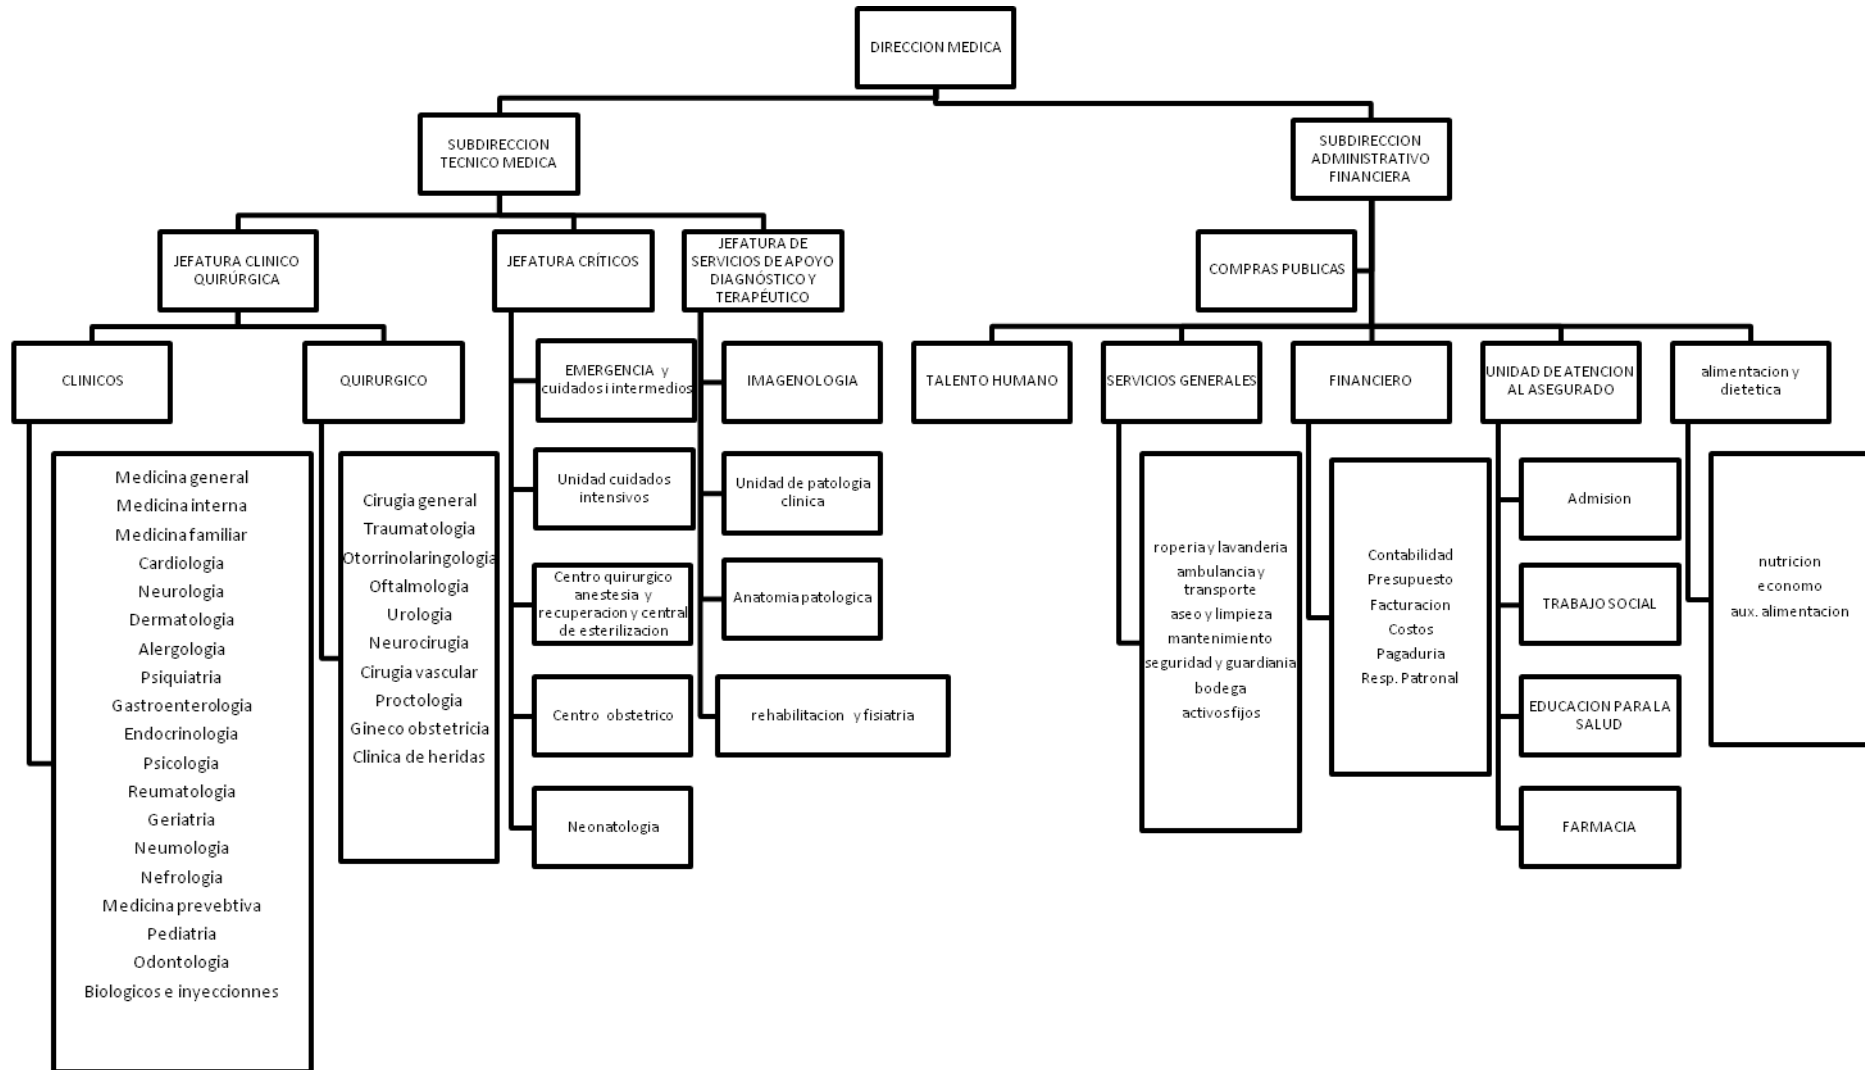 DIRECCION MEDICA
SUBDIRECCION
TECNICO MEDICA
SUBDIRECCION
ADMINISTRATIVO
FINANCIERA
JEFATURA CLINICO
QUIRÚRGICA
JEFATURA CRÍTICOS
JEFATURA DE
SERVICIOS DE APOYO
DIAGNÓSTICO Y
TERAPÉUTICO
COMPRAS PUBLICAS
CLINICOS
QUIRURGICO
EMERGENCIA y
cuidados i intermedios
IMAGENOLOGIA
TALENTO HUMANO
SERVICIOS GENERALES
FINANCIERO
UNIDAD DE ATENCION
AL ASEGURADO
alimentacion y
dietetica
Medicina general
Medicina interna
Medicina familiar
Cardiologia
Neurologia
Dermatologia
Alergologia
Psiquiatria
Gastroenterologia
Endocrinologia
Psicologia
Reumatologia
Geriatria
Neumologia
Nefrologia
Medicina prevebtiva
Pediatria
Odontologia
Biologicos e inyeccionnes
Cirugia general
Traumatologia
Otorrinolaringologia
Oftalmologia
Urologia
Neurocirugia
Cirugia vascular
Proctologia
Gineco obstetricia
Clinica de heridas
Unidad cuidados
intensivos
Centro quirurgico
anestesia y
recuperacion y central
de esterilizacion
Centro obstetrico
Neonatologia
Unidad de patologia
clinica
Anatomia patologica
rehabilitacion y fisiatria
roperia y lavanderia
ambulancia y
transporte
aseo y limpieza
mantenimiento
seguridad y guardiania
bodega
activos fijos
Contabilidad
Presupuesto
Facturacion
Costos
Pagaduria
Resp. Patronal
Admision
TRABAJO SOCIAL
EDUCACION PARA LA
SALUD
FARMACIA
nutricion
economo
aux. alimentacion